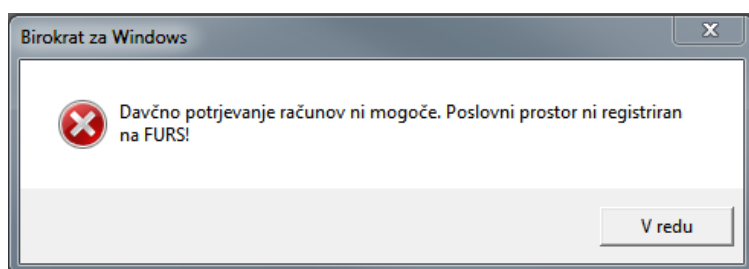 Birokrat za Windows
Davčno potrjevanje računov ni mogoče. Poslovni prostor ni registriran
na FURS!
V redu